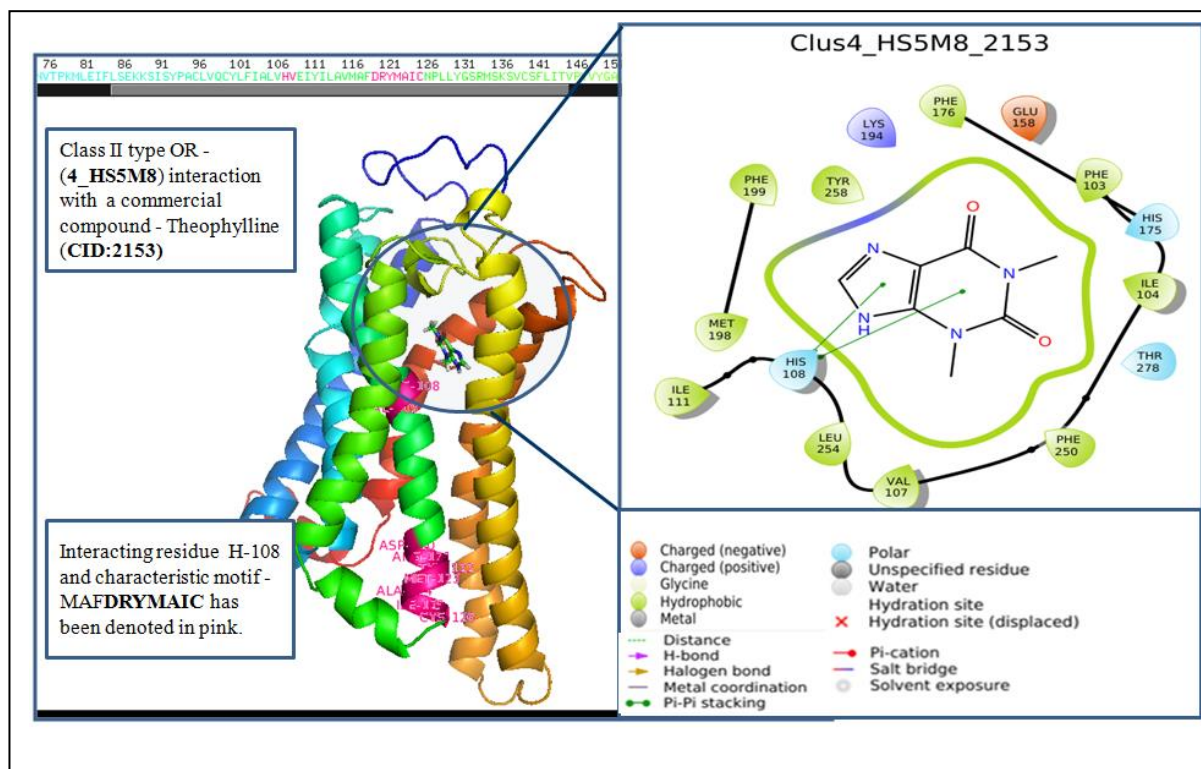 76 81 86 91 96 101 106 111 116 121 126 131 136 141 146 15
Class II type OR -
(4_HS5M8) interaction
with a commercial
compound - Theophylline
(CID:2153)
Interacting residue H-108
and characteristic motif -
MAFDRYMAIC has
been denoted in pink.
Clus4_HS5M8_2153
PHE
176
GLU
158
LYS
194
PHE
103
PHE
199
TYR
258
HIS
175
O
N
N
ILE
104
MET
198
N
H
N
O
THR
278
HIS
108
ILE
111
LEU
254
PHE
250
VAL
107
Charged (negative)
Charged (positive)
Glycine
Hydrophobic
Metal
Distance
H-bond
Halogen bond
Metal coordination
Pi-Pi stacking
Polar
Unspecified residue
Water
Hydration site
Hydration site (displaced)
Pi-cation
Salt bridge
Solvent exposure